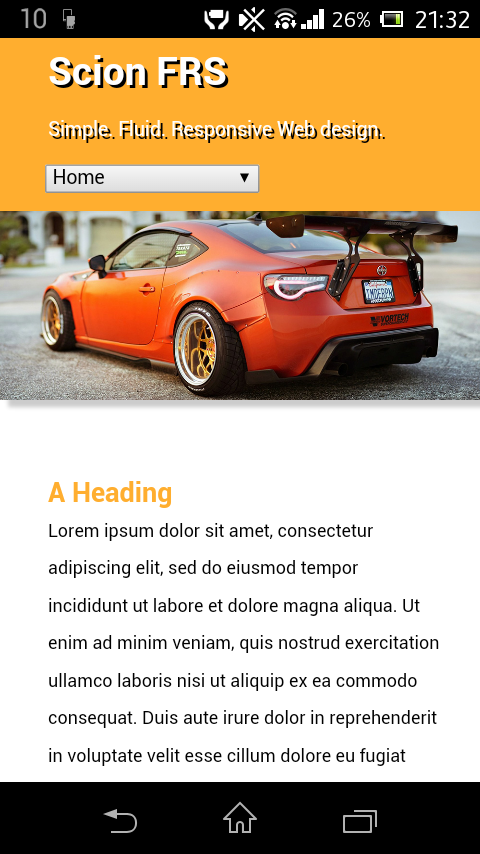 10 26% 21:32
Scion FRS
Simple. Fluid. Responsive Web design.
Home
VORTECH
A Heading
Lorem ipsum dolor sit amet, consectetur
adipiscing elit, sed do eiusmod tempor
incididunt ut labore et dolore magna aliqua. Ut
enim ad minim veniam, quis nostrud exercitation
ullamco laboris nisi ut aliquip ex ea commodo
consequat. Duis aute irure dolor in reprehenderit
in voluptate velit esse cillum dolore eu fugiat